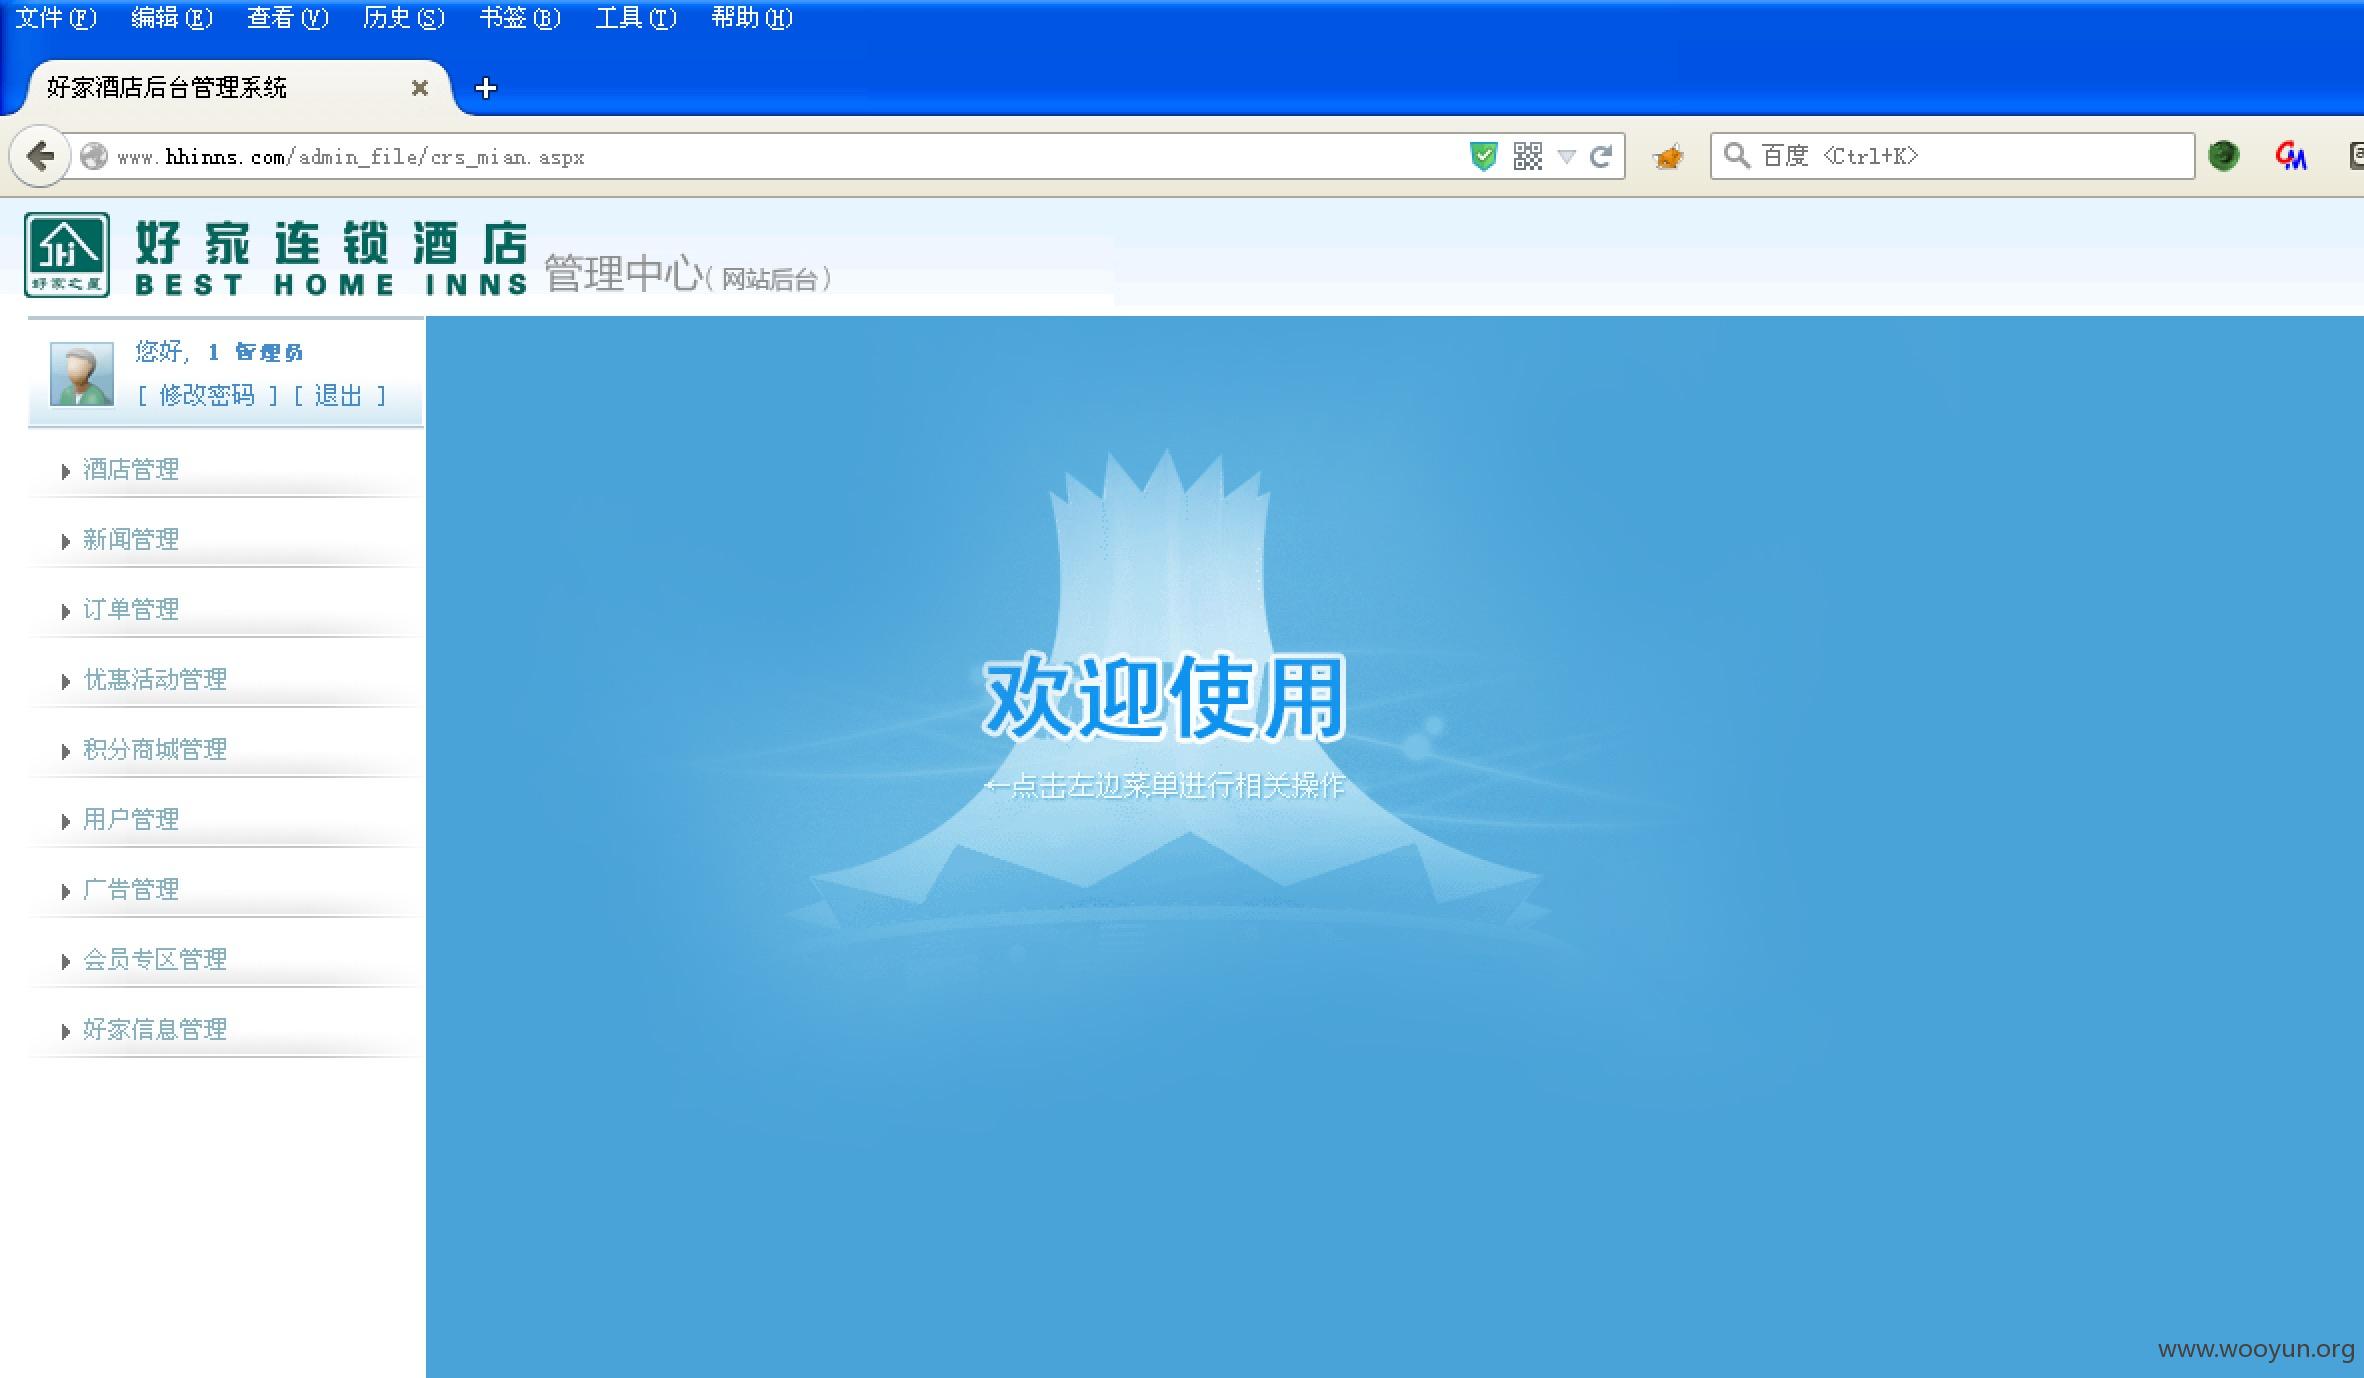 文件(F) 编辑(E) 查看(V) 历史(S) 书签(B) 工具(T) 帮助(H)
好家酒店后台管理系统
www.hhinns.com/admin_file/crs_mian.aspx
百度 <Ctrl+K>
好家连锁酒店
BEST HOME INNS
管理中心(网站后台)
好家之星
您好, 1 管理员
[ 修改密码 ] [ 退出 ]
酒店管理
新闻管理
订单管理
优惠活动管理
积分商城管理
用户管理
广告管理
会员专区管理
好家信息管理
欢迎使用
←点击左边菜单进行相关操作
www.wooyun.org